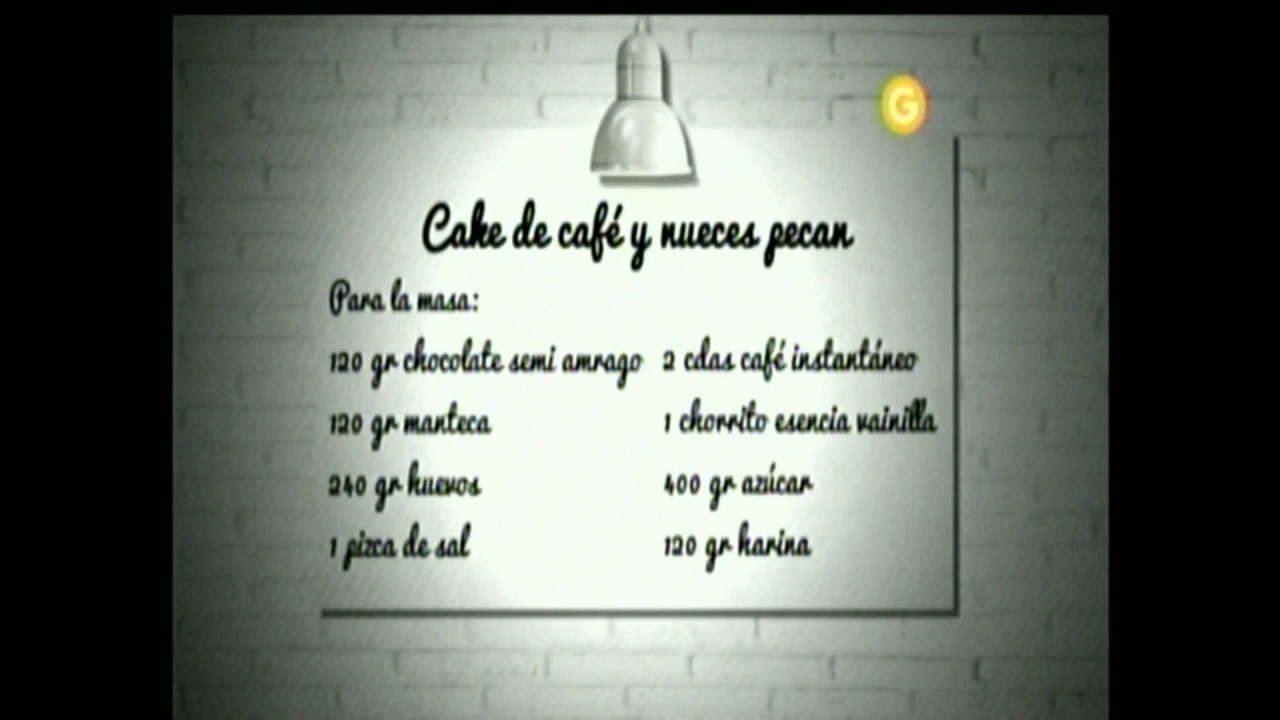 G
Cake de café y nueces pecan
Para la masa:
120 gr chocolate semi amrago
2 cdas café instantáneo
120 gr manteca
1 chorrito esencia vainilla
240 gr huevos
400 gr azúcar
1 pizca de sal
120 gr harina